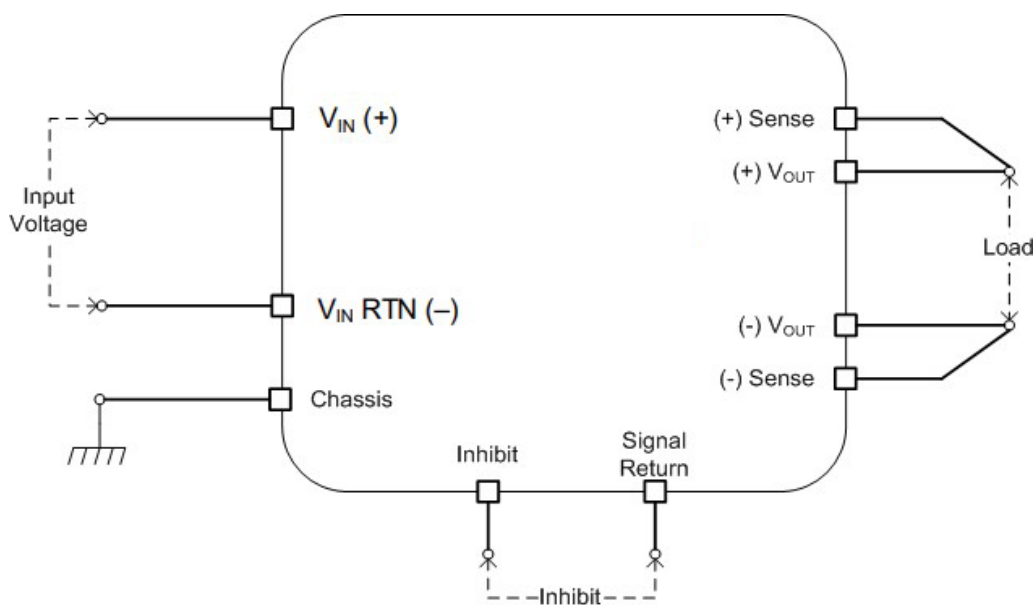 V_IN (+)
Input
Voltage
V_IN RTN (–)
Chassis
(+) Sense
(+) V_OUT
Load
(-) V_OUT
(-) Sense
Inhibit
Signal
Return
Inhibit